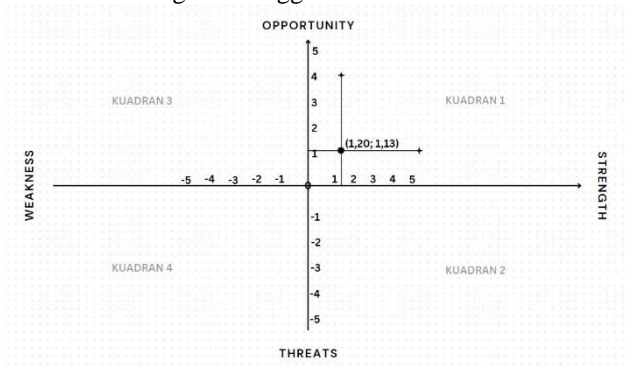 OPPORTUNITY
5
4
KUADRAN 3
3
KUADRAN 1
2
(1,20; 1,13)
1
WEAKNESS
-5 -4 -3 -2 -1
1 2 3 4 5
STRENGTH
-1
-2
KUADRAN 4
-3
KUADRAN 2
-4
-5
THREATS